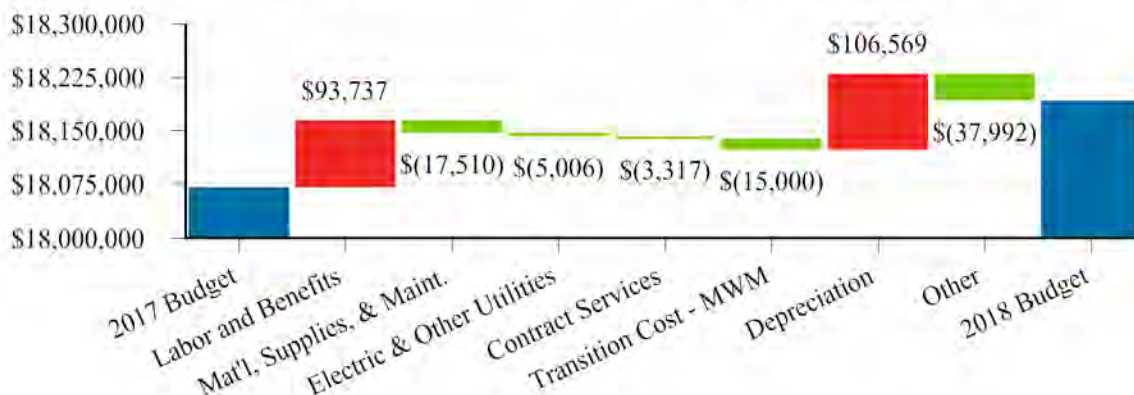 $18,300,000
$18,225,000
$18,150,000
$18,075,000
$18,000,000
$93,737
$(17,510)
$(5,006)
$(3,317)
$(15,000)
$106,569
$(37,992)
2017 Budget
Labor and Benefits
Mat'l, Supplies, & Maint.
Electric & Other Utilities
Contract Services
Transition Cost - MWM
Depreciation
Other
2018 Budget